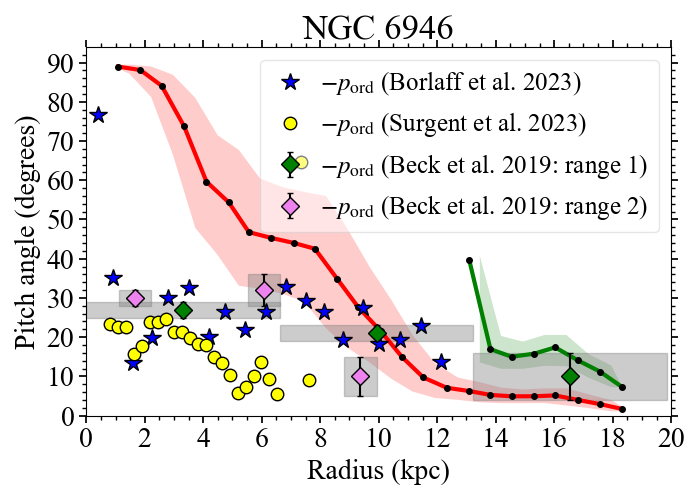 NGC 6946
Pitch angle (degrees)
90
80
70
60
50
40
30
20
10
0
−p_ord (Borlaff et al. 2023)
−p_ord (Surgent et al. 2023)
−p_ord (Beck et al. 2019: range 1)
−p_ord (Beck et al. 2019: range 2)
0 2 4 6 8 10 12 14 16 18 20
Radius (kpc)